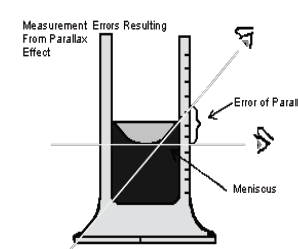 Measurement Errors Resulting
From Parallax
Effect
Error of Parall
Meniscus